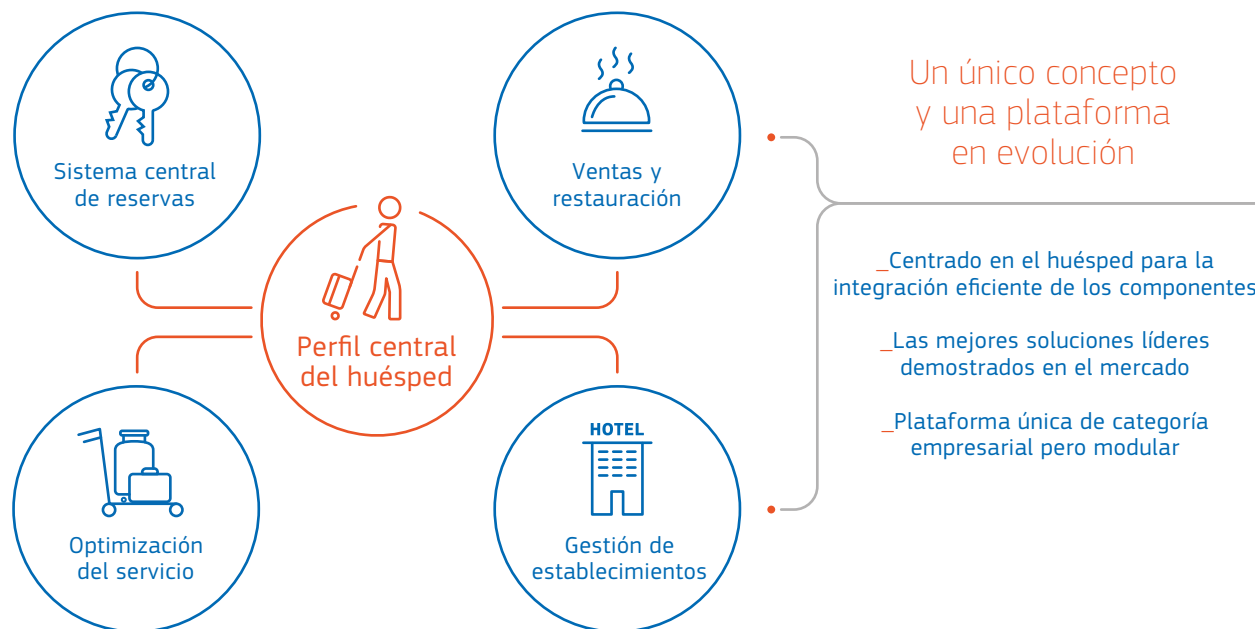 Sistema central
de reservas
Ventas y
restauración
Perfil central
del huésped
Optimización
del servicio
HOTEL
Gestión de
establecimientos
Un único concepto
y una plataforma
en evolución
_Centrado en el huésped para la
integración eficiente de los componentes
_Las mejores soluciones líderes
demostrados en el mercado
_Plataforma única de categoría
empresarial pero modular